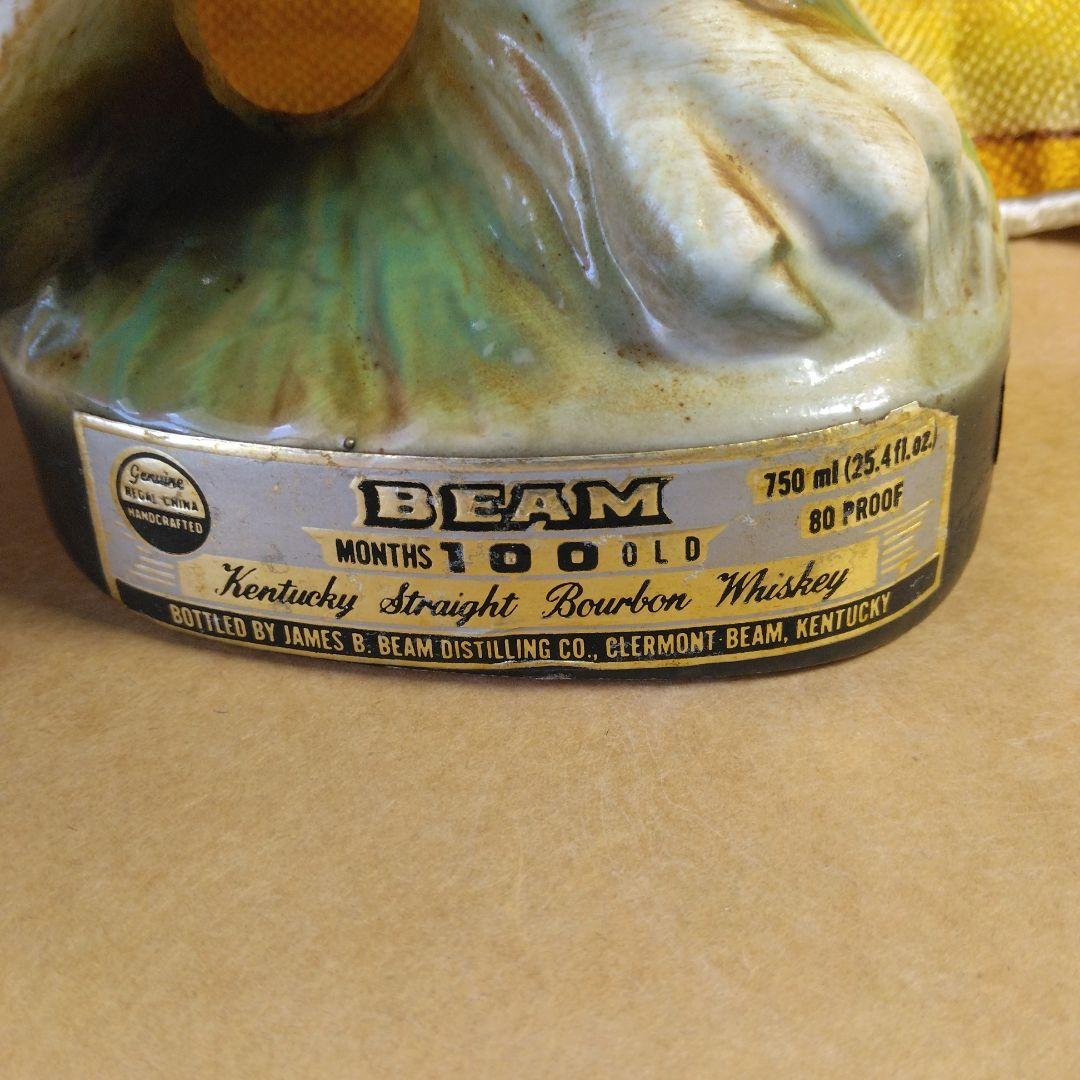 Genuine
REGAL CHINA
HANDCRAFTED
BEAM
MONTHS 100 OLD
Kentucky Straight Bourbon Whiskey
750 ml (25.4 fl.oz.)
80 PROOF
BOTTLED BY JAMES B. BEAM DISTILLING CO., CLERMONT BEAM, KENTUCKY